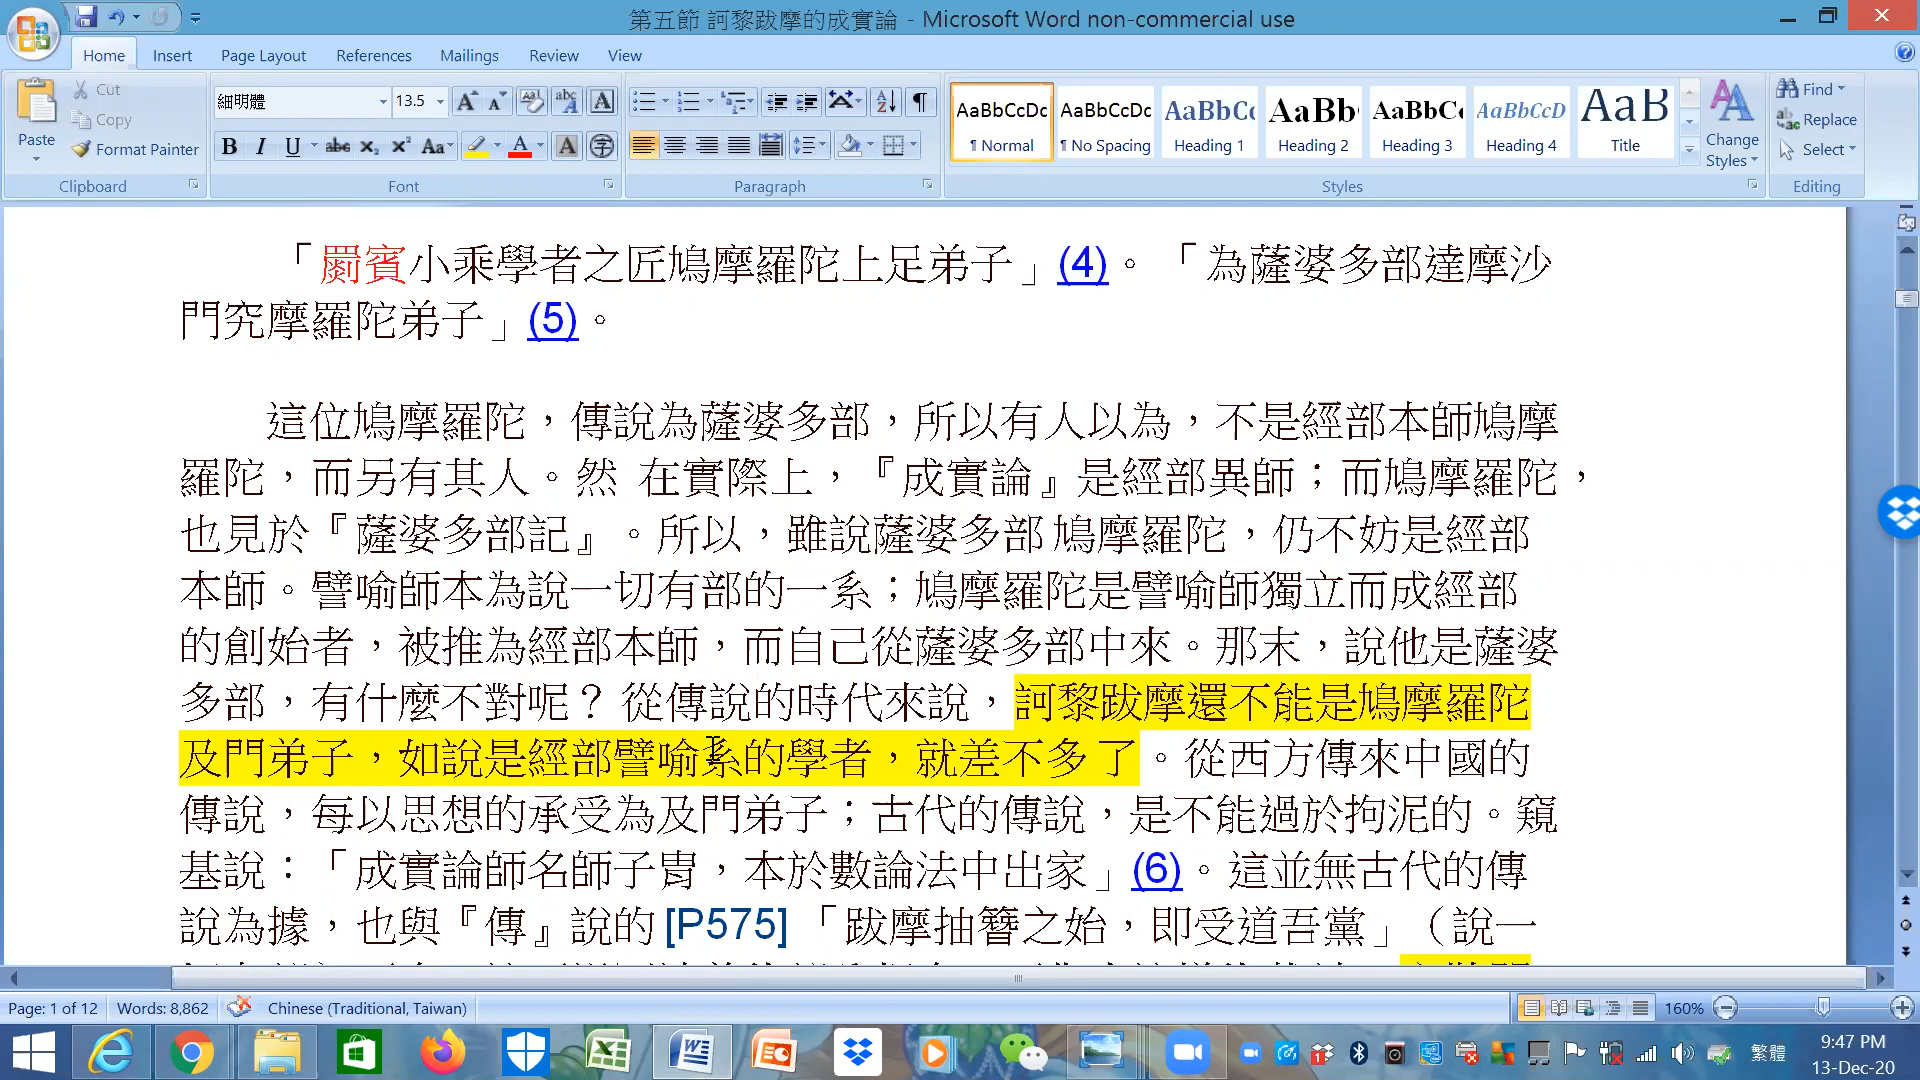 第五節 訶黎跋摩的成實論 - Microsoft Word non-commercial use
Home Insert Page Layout References Mailings Review View
Paste
Cut
Copy
Format Painter
Clipboard
細明體 13.5
Font
Paragraph
AaBbCcDc AaBbCcDc AaBbCc AaBb AaBbCc AaBbCcD AaB
¶ Normal ¶ No Spacing Heading 1 Heading 2 Heading 3 Heading 4 Title
Change Styles
Styles
Find
Replace
Select
Editing
「罽賓小乘學者之匠鳩摩羅陀上足弟子」(4)。「為薩婆多部達摩沙
門究摩羅陀弟子」(5)。
這位鳩摩羅陀，傳說為薩婆多部，所以有人以為，不是經部本師鳩摩
羅陀，而另有其人。然 在實際上，『成實論』是經部異師；而鳩摩羅陀，
也見於『薩婆多部記』。所以，雖說薩婆多部 鳩摩羅陀，仍不妨是經部
本師。譬喻師本為說一切有部的一系；鳩摩羅陀是譬喻師獨立而成經部
的創始者，被推為經部本師，而自己從薩婆多部中來。那末，說他是薩婆
多部，有什麼不對呢？ 從傳說的時代來說，訶黎跋摩還不能是鳩摩羅陀
及門弟子，如說是經部譬喻系的學者，就差不多 了。從西方傳來中國的
傳說，每以思想的承受為及門弟子；古代的傳說，是不能過於拘泥的。窺
基說：「成實論師名師子冑，本於數論法中出家」(6)。這並無古代的傳
說為據，也與『傳』說的 [P575] 「跋摩抽簪之始，即受道吾黨」（說一
Page: 1 of 12 Words: 8,862 Chinese (Traditional, Taiwan) 160%
繁體 9:47 PM
13-Dec-20